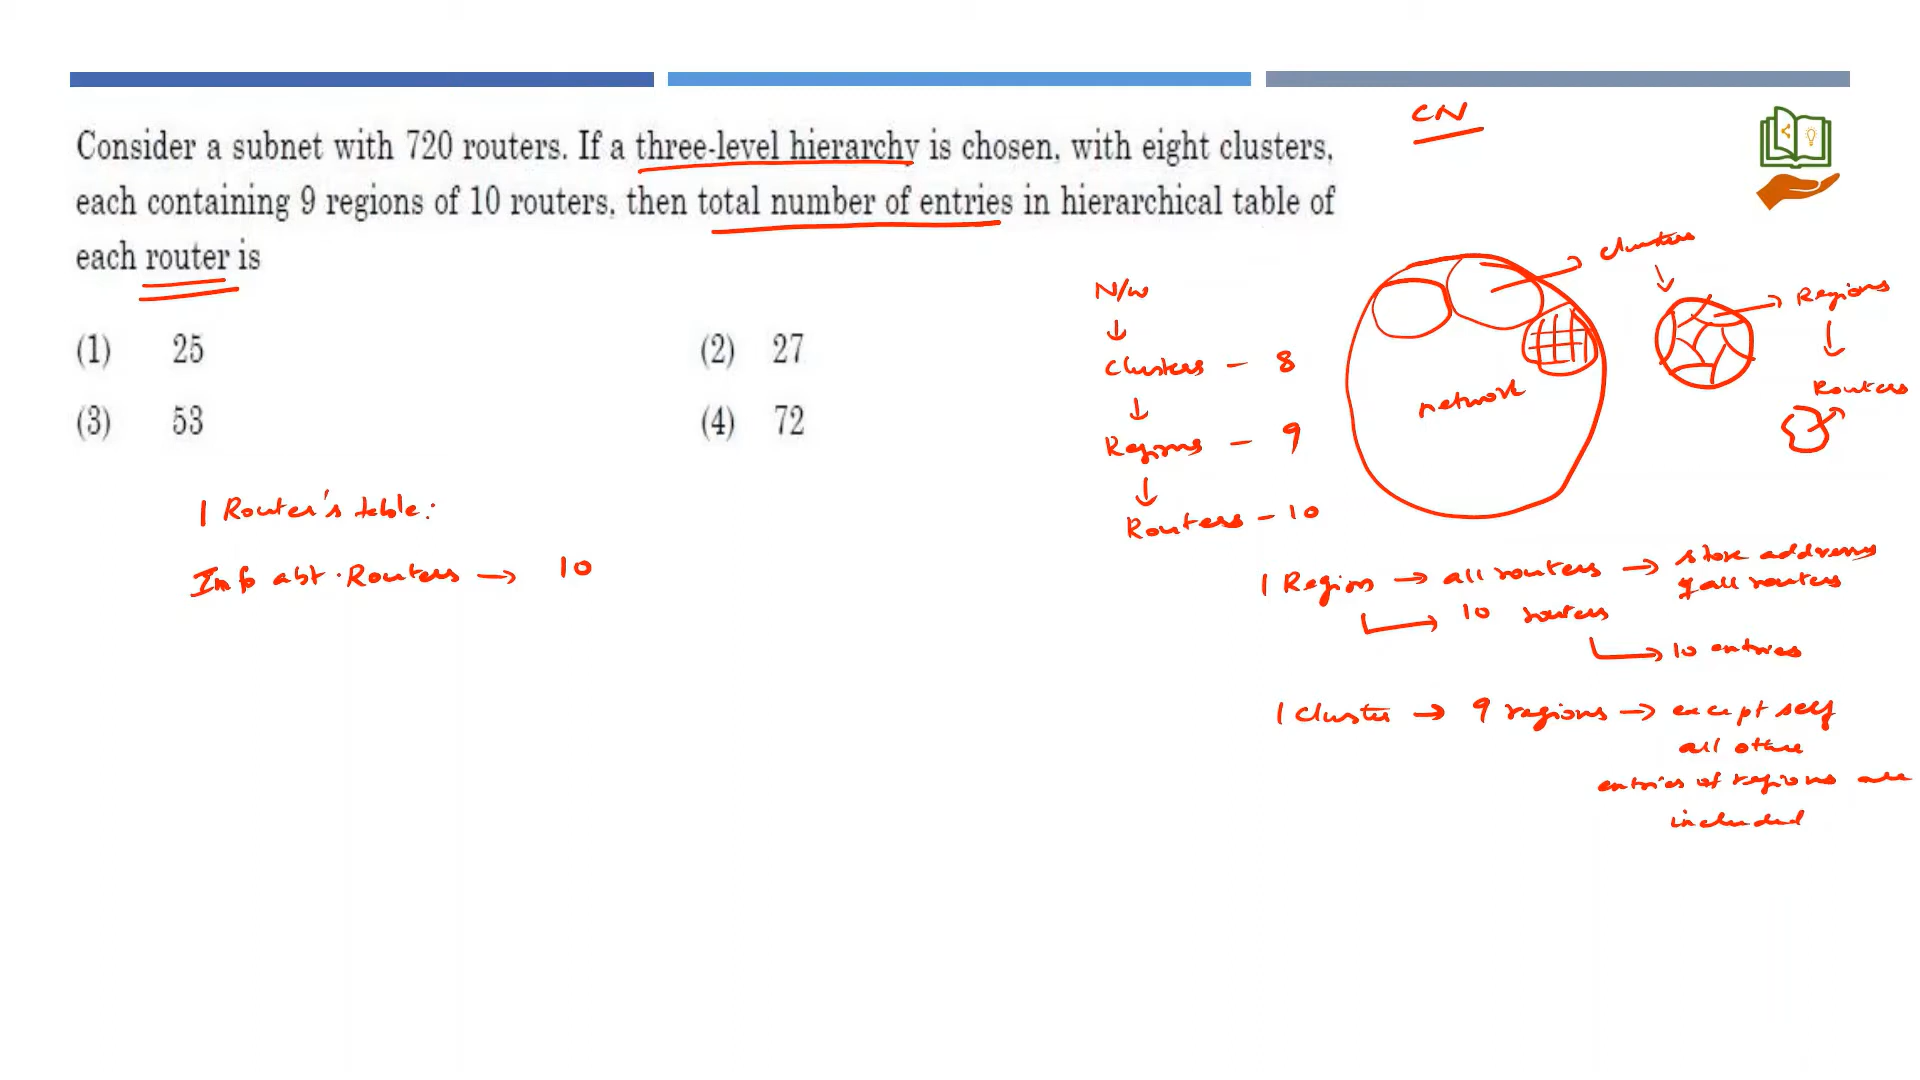 CN
Consider a subnet with 720 routers. If a three-level hierarchy is chosen, with eight clusters,
each containing 9 regions of 10 routers, then total number of entries in hierarchical table of
each router is
(1) 25
(2) 27
(3) 53
(4) 72
1 Router's table:
Info abt. Routers → 10
N/w
↓
Clusters - 8
↓
Regions - 9
↓
Routers - 10
network
clusters
↓
Regions
↓
Routers
1 Region → all routers → store address
of all routers
10 routers
10 entries
1 cluster → 9 regions → except self
all other
entries of regions are
included